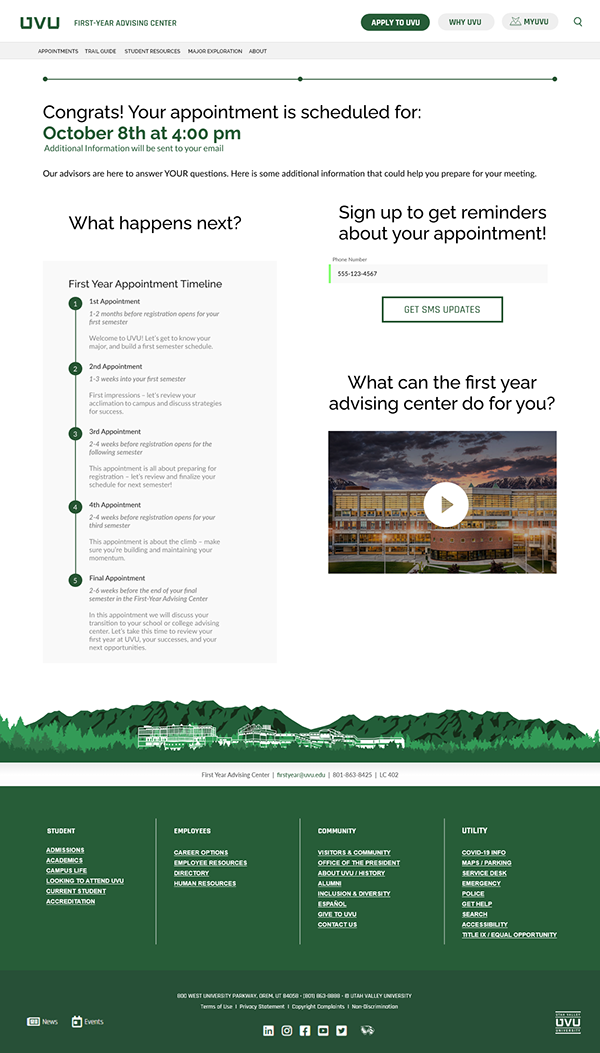 UVU FIRST-YEAR ADVISING CENTER
APPLY TO UVU
WHY UVU
MYUVU
APPOINTMENTS TRAIL GUIDE STUDENT RESOURCES MAJOR EXPLORATION ABOUT
Congrats! Your appointment is scheduled for:
October 8th at 4:00 pm
Additional Information will be sent to your email
Our advisors are here to answer YOUR questions. Here is some additional information that could help you prepare for your meeting.
What happens next?
First Year Appointment Timeline
1
1st Appointment
1-2 months before registration opens for your
first semester
Welcome to UVU! Let's get to know your
major, and build a first semester schedule.
2
2nd Appointment
1-3 weeks into your first semester
First impressions – let's review your
acclimation to campus and discuss strategies
for success.
3
3rd Appointment
2-4 weeks before registration opens for the
following semester
This appointment is all about preparing for
registration – let's review and finalize your
schedule for next semester!
4
4th Appointment
2-4 weeks before registration opens for your
third semester
This appointment is about the climb – make
sure you're building and maintaining your
momentum.
5
Final Appointment
2-6 weeks before the end of your final
semester in the First-Year Advising Center
In this appointment we will discuss your
transition to your school or college advising
center. Let's take this time to review your
first year at UVU, your successes, and your
next opportunities.
Sign up to get reminders
about your appointment!
Phone Number
555-123-4567
GET SMS UPDATES
What can the first year
advising center do for you?
First Year Advising Center | firstyear@uvu.edu | 801-863-8425 | LC 402
STUDENT
ADMISSIONS
ACADEMICS
CAMPUS LIFE
LOOKING TO ATTEND UVU
CURRENT STUDENT
ACCREDITATION
EMPLOYEES
CAREER OPTIONS
EMPLOYEE RESOURCES
DIRECTORY
HUMAN RESOURCES
COMMUNITY
VISITORS & COMMUNITY
OFFICE OF THE PRESIDENT
ABOUT UVU / HISTORY
ALUMNI
INCLUSION & DIVERSITY
ESPAÑOL
GIVE TO UVU
CONTACT US
UTILITY
COVID-19 INFO
MAPS / PARKING
SERVICE DESK
EMERGENCY
POLICE
GET HELP
SEARCH
ACCESSIBILITY
TITLE IX / EQUAL OPPORTUNITY
800 WEST UNIVERSITY PARKWAY, OREM, UT 84058 · (801) 863-8888 · © UTAH VALLEY UNIVERSITY
Terms of Use | Privacy Statement | Copyright Complaints | Non-Discrimination
News
Events
UTAH VALLEY
UVU
UNIVERSITY